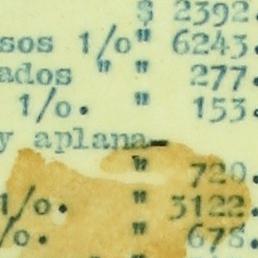 $ 2392.
sos 1/o" 6243.
ados " " 277.
1/o. " 153.
y aplana-
" 720.
1/o. " 3122.
/o. " 678.